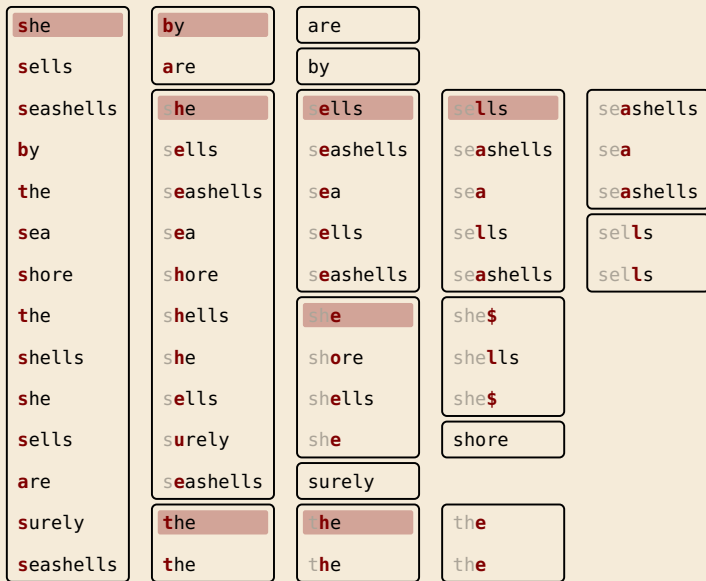 she by are
sells are by
seashells she sells sells seashells
by sells seashells seashells sea
the seashells sea sea seashells
sea sea sells sells sells
shore shore seashells seashells sells
the shells she she$
shells she shore shells
she sells shells she$
sells surely she shore
are seashells surely
surely the the the
seashells the the the